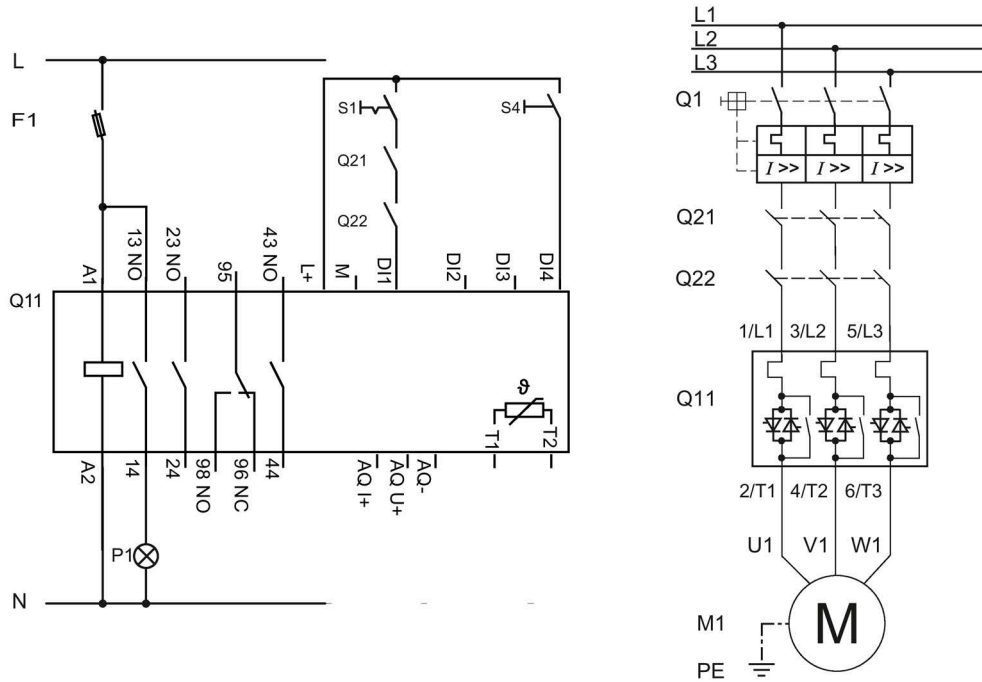 L
F1
S1
S4
Q21
Q22
A1
13 NO
23 NO
95
43 NO
L+
M
DI1
DI2
DI3
DI4
Q11
ϑ
T1
T2
A2
14
24
98 NO
96 NC
44
AQ I+
AQ U+
AQ-
P1
N
L1
L2
L3
Q1
I >> I >> I >>
Q21
Q22
1/L1 3/L2 5/L3
Q11
2/T1 4/T2 6/T3
U1 V1 W1
M
M1
PE